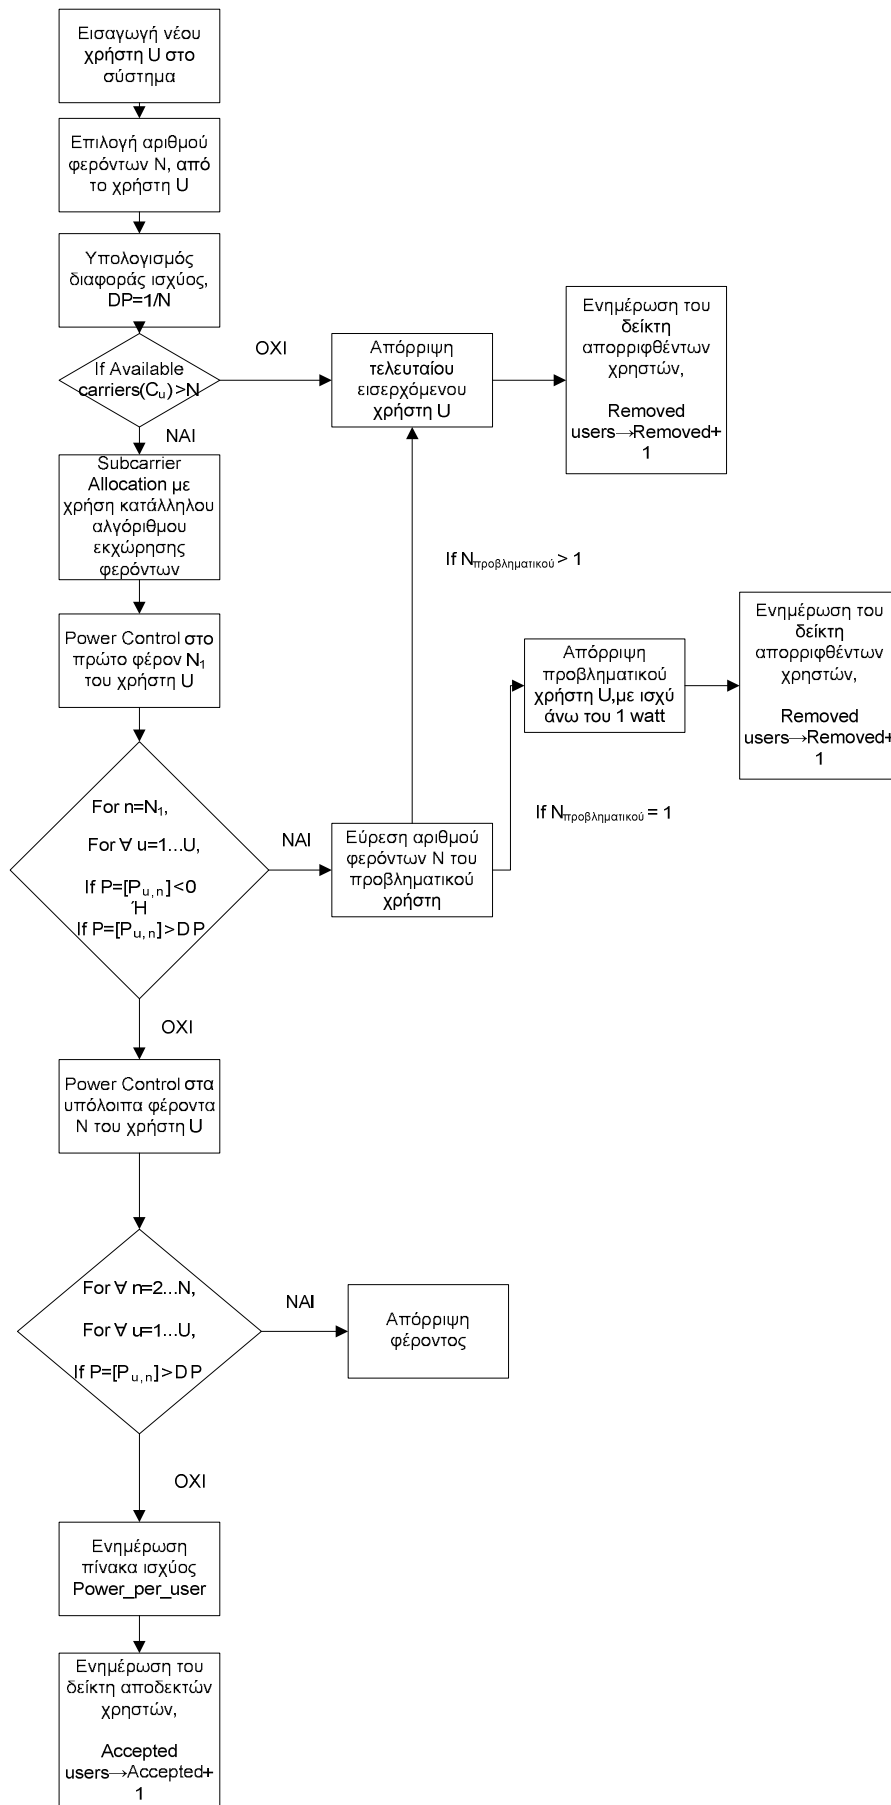 Εισαγωγή νέου
χρήστη U στο
σύστημα
Επιλογή αριθμού
φερόντων N, από
το χρήστη U
Υπολογισμός
διαφοράς ισχύος,
DP=1/N
If Available
carriers(Cu)>N
ΟΧΙ
ΝΑΙ
Απόρριψη
τελευταίου
εισερχόμενου
χρήστη U
Ενημέρωση του
δείκτη
απορριφθέντων
χρηστών,
Removed
users→Removed+
1
Subcarrier
Allocation με
χρήση κατάλληλου
αλγόριθμου
εκχώρησης
φερόντων
If Nπροβληματικού > 1
Power Control στο
πρώτο φέρον N1
του χρήστη U
Απόρριψη
προβληματικού
χρήστη U,με ισχύ
άνω του 1 watt
Ενημέρωση του
δείκτη
απορριφθέντων
χρηστών,
Removed
users→Removed+
1
For n=N1,
For ∀ u=1...U,
If P=[Pu,n]<0
Ή
If P=[Pu,n]>DP
ΝΑΙ
Εύρεση αριθμού
φερόντων N του
προβληματικού
χρήστη
If Nπροβληματικού = 1
ΟΧΙ
Power Control στα
υπόλοιπα φέροντα
N του χρήστη U
For ∀ n=2...N,
For ∀ u=1...U,
If P=[Pu,n]>DP
ΝΑΙ
Απόρριψη
φέροντος
ΟΧΙ
Ενημέρωση
πίνακα ισχύος
Power_per_user
Ενημέρωση του
δείκτη αποδεκτών
χρηστών,
Accepted
users→Accepted+
1